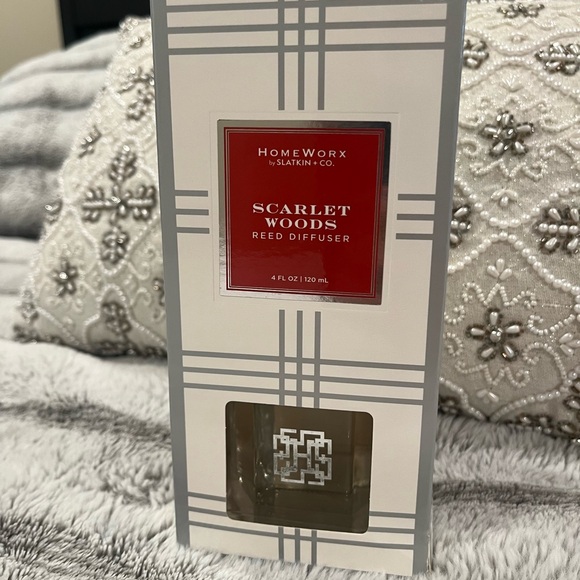 HOMEWORX
by SLATKIN + CO.
SCARLET
WOODS
REED DIFFUSER
4 FL OZ | 120 mL